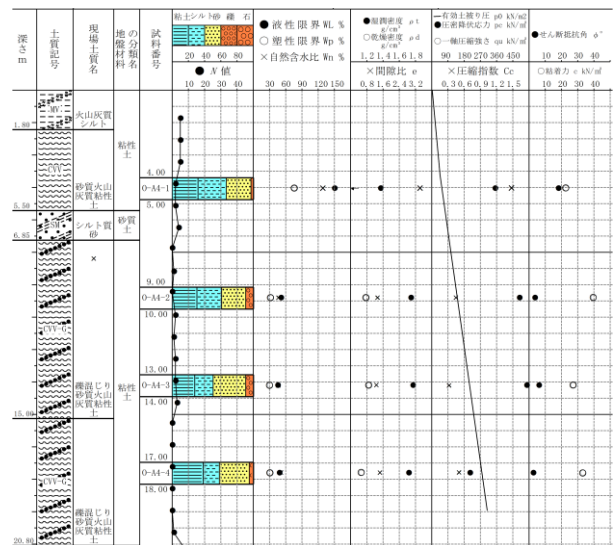 深さ m
土質記号
現場土質名
地盤材料の分類名
試料番号
粘土 シルト 砂 礫 石
20 40 60 80
● N 値
10 20 30 40
● 液性限界 WL %
○ 塑性限界 Wp %
× 自然含水比 Wn %
30 60 90 120 150
● 湿潤密度 ρt g/cm³
○ 乾燥密度 ρd g/cm³
1.2 1.4 1.6 1.8
× 間隙比 e
0.8 1.6 2.4 3.2
有効土被り圧 p0 kN/m2
● 圧密降伏応力 pc kN/㎡
○ 一軸圧縮強さ qu kN/㎡
90 180 270 360 450
× 圧縮指数 Cc
0.3 0.6 0.9 1.2 1.5
● せん断抵抗角 φ°
10 20 30 40
○ 粘着力 c kN/㎡
10 20 30 40
MV
火山灰質シルト
1.80
粘性土
CVV
砂質火山灰質粘性土
4.00
O-A4-1
5.00
5.50
SM
シルト質砂
砂質土
6.85
×
9.00
O-A4-2
10.00
CVV-G
13.00
O-A4-3
14.00
礫混じり砂質火山灰質粘性土
粘性土
15.00
17.00
O-A4-4
18.00
CVV-G
礫混じり砂質火山灰質粘性土
20.80